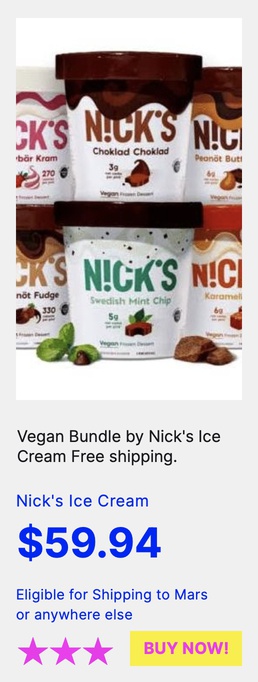 CK'S
N!CK'S
N!C
bär Kram
Choklad Choklad
Peanöt Butt
270
3g
6g
Vegan Frozen Dessert
CK'S
N!CK'S
N!C
nöt Fudge
Swedish Mint Chip
Karamell
330
5g
6g
Vegan Frozen Dessert
Vegan Bundle by Nick's Ice
Cream Free shipping.
Nick's Ice Cream
$59.94
Eligible for Shipping to Mars
or anywhere else
BUY NOW!